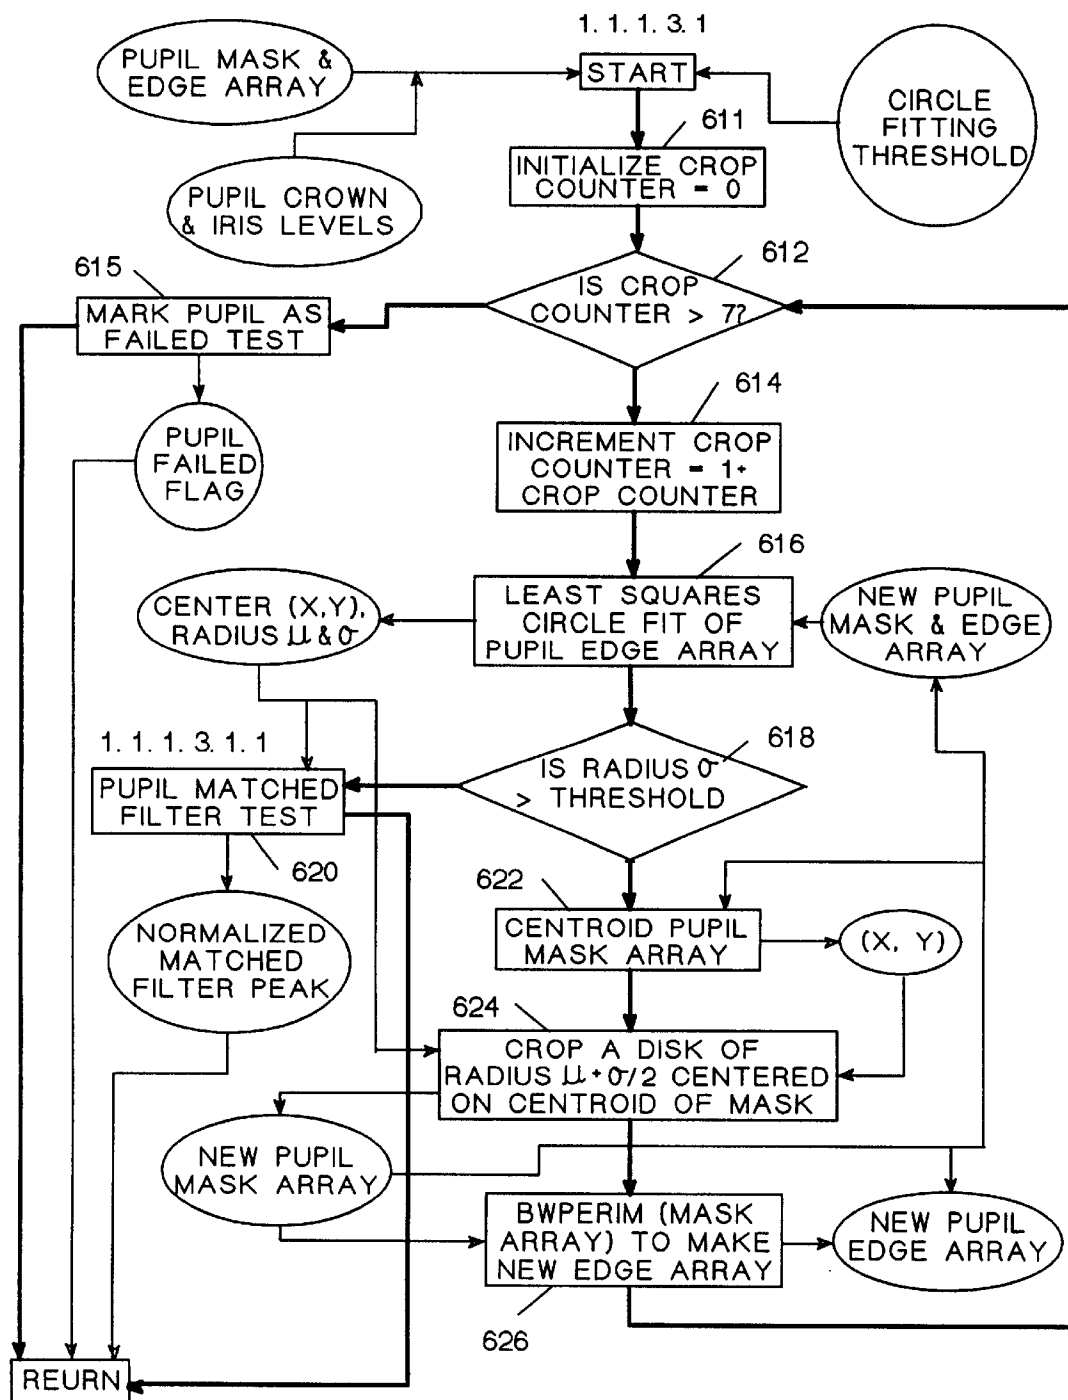 1. 1. 1. 3. 1
PUPIL MASK &
EDGE ARRAY
START
CIRCLE
FITTING
THRESHOLD
611
INITIALIZE CROP
COUNTER = 0
PUPIL CROWN
& IRIS LEVELS
612
IS CROP
COUNTER > 7?
615
MARK PUPIL AS
FAILED TEST
614
INCREMENT CROP
COUNTER = 1+
CROP COUNTER
PUPIL
FAILED
FLAG
616
LEAST SQUARES
CIRCLE FIT OF
PUPIL EDGE ARRAY
CENTER (X,Y),
RADIUS μ & σ
NEW PUPIL
MASK & EDGE
ARRAY
618
IS RADIUS σ
> THRESHOLD
1. 1. 1. 3. 1. 1
PUPIL MATCHED
FILTER TEST
620
622
CENTROID PUPIL
MASK ARRAY
(X, Y)
NORMALIZED
MATCHED
FILTER PEAK
624
CROP A DISK OF
RADIUS μ+σ/2 CENTERED
ON CENTROID OF MASK
NEW PUPIL
MASK ARRAY
BWPERIM (MASK
ARRAY) TO MAKE
NEW EDGE ARRAY
NEW PUPIL
EDGE ARRAY
626
REURN